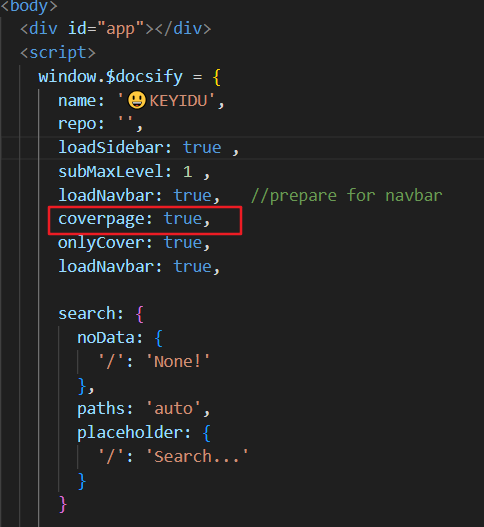 <body>
<div id="app"></div>
<script>
window.$docsify = {
name: '😃KEYIDU',
repo: '',
loadSidebar: true ,
subMaxLevel: 1 ,
loadNavbar: true,   //prepare for navbar
coverpage: true,
onlyCover: true,
loadNavbar: true,
search: {
noData: {
'/': 'None!'
},
paths: 'auto',
placeholder: {
'/': 'Search...'
}
}